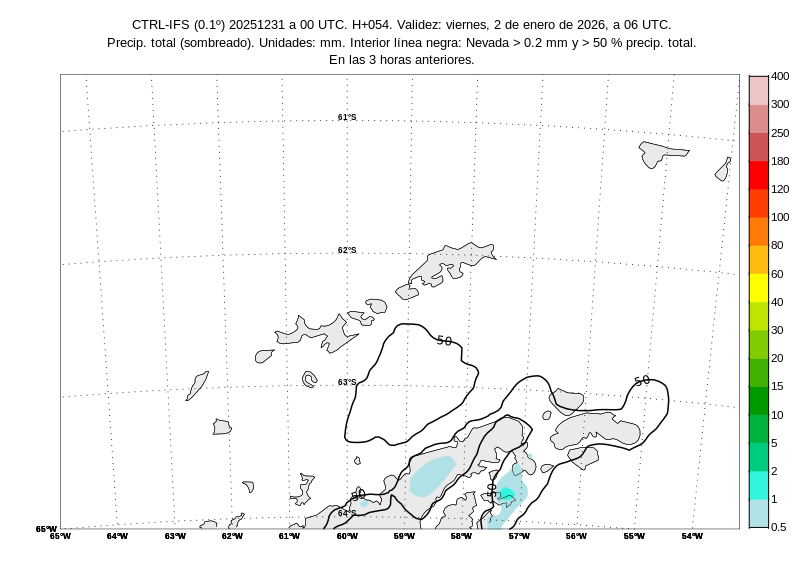 CTRL-IFS (0.1º) 20251231 a 00 UTC. H+054. Validez: viernes, 2 de enero de 2026, a 06 UTC.
Precip. total (sombreado). Unidades: mm. Interior línea negra: Nevada > 0.2 mm y > 50 % precip. total.
En las 3 horas anteriores.
400
300
250
180
120
100
80
60
40
30
20
15
10
5
2
1
0.5
61°S
62°S
63°S
64°S
50
50
50
50
65°W
65°W
64°W
63°W
62°W
61°W
60°W
59°W
58°W
57°W
56°W
55°W
54°W